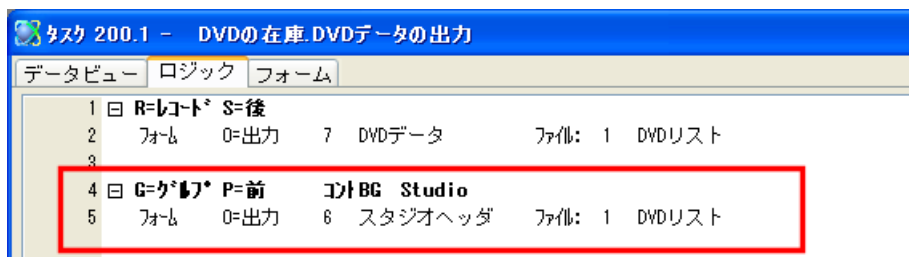 タスク 200.1 - DVDの在庫.DVDデータの出力
データビュー ロジック フォーム
1 R=レコード S=後
2 フォーム O=出力 7 DVDデータ ファイル: 1 DVDリスト
3
4 G=グループ P=前 コントBG Studio
5 フォーム O=出力 6 スタジオヘッダ ファイル: 1 DVDリスト